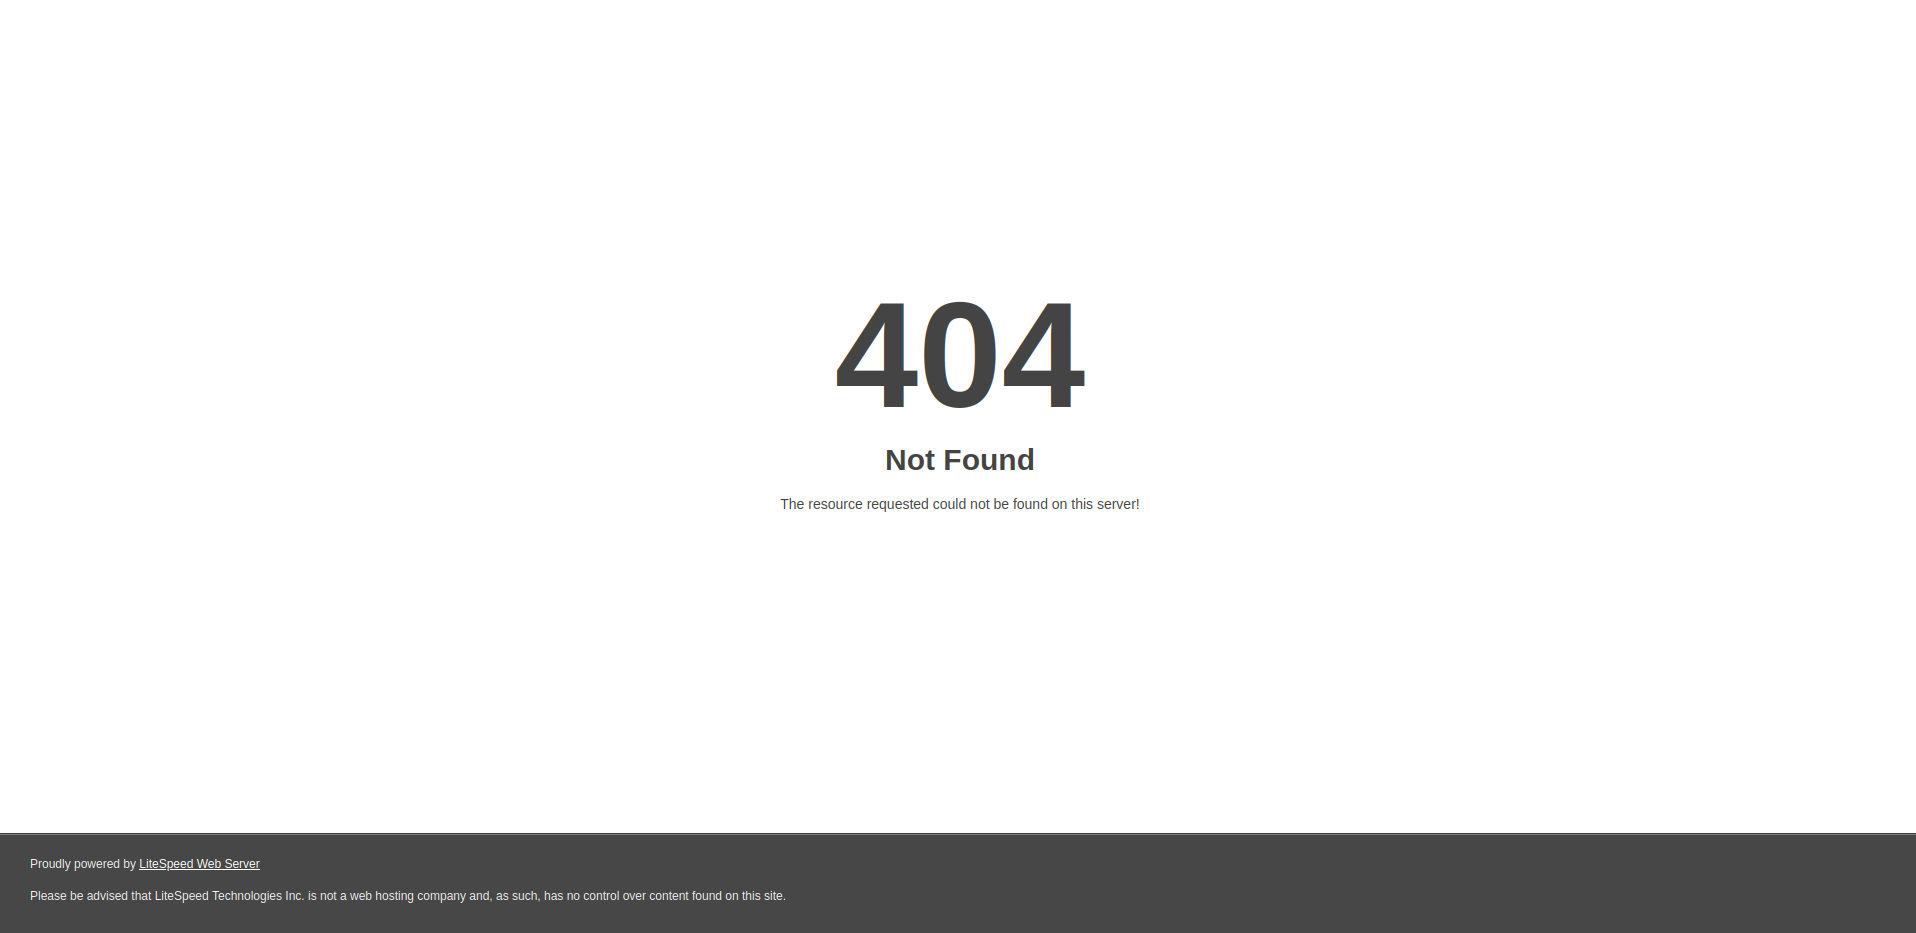 404
Not Found
The resource requested could not be found on this server!
Proudly powered by LiteSpeed Web Server
Please be advised that LiteSpeed Technologies Inc. is not a web hosting company and, as such, has no control over content found on this site.